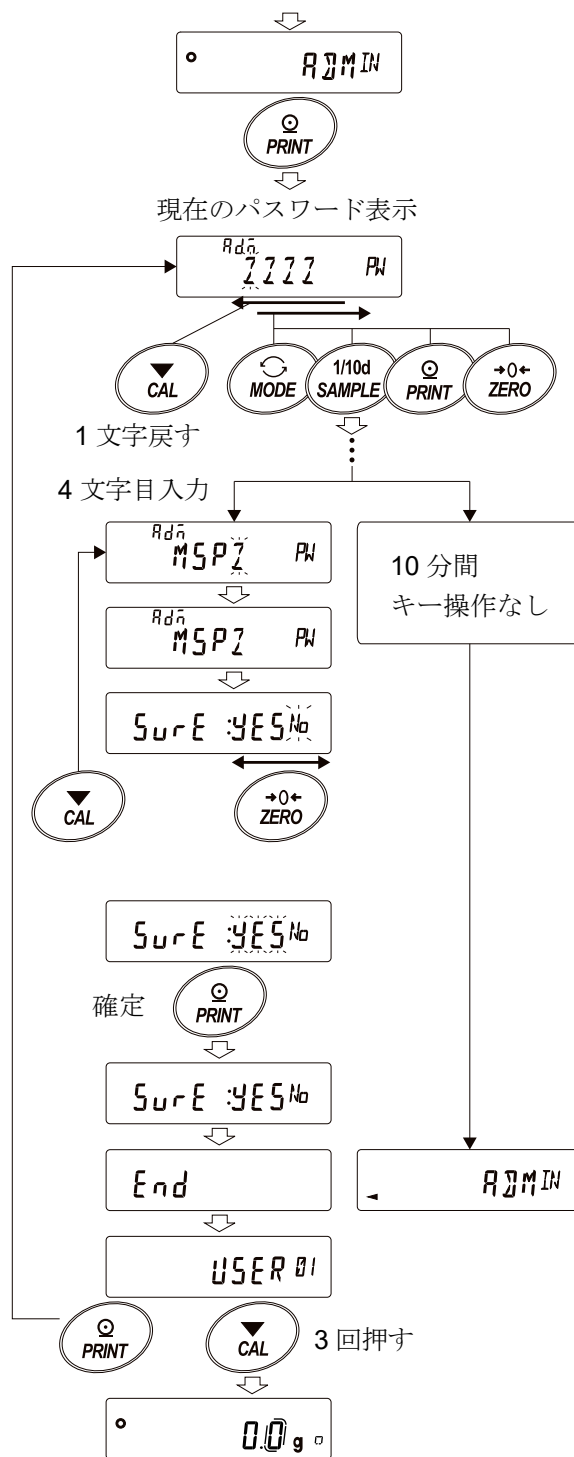 ADMIN
PRINT
現在のパスワード表示
Adm
ZZZZ PW
CAL
MODE
1/10d
SAMPLE
PRINT
→0←
ZERO
1 文字戻す
4 文字目入力
Adm
MSPZ PW
10 分間
キー操作なし
Adm
MSPZ PW
SurE :YES No
CAL
→0←
ZERO
SurE :YES No
確定
PRINT
SurE :YES No
End
ADMIN
USER 01
PRINT
CAL
3 回押す
0.0 g